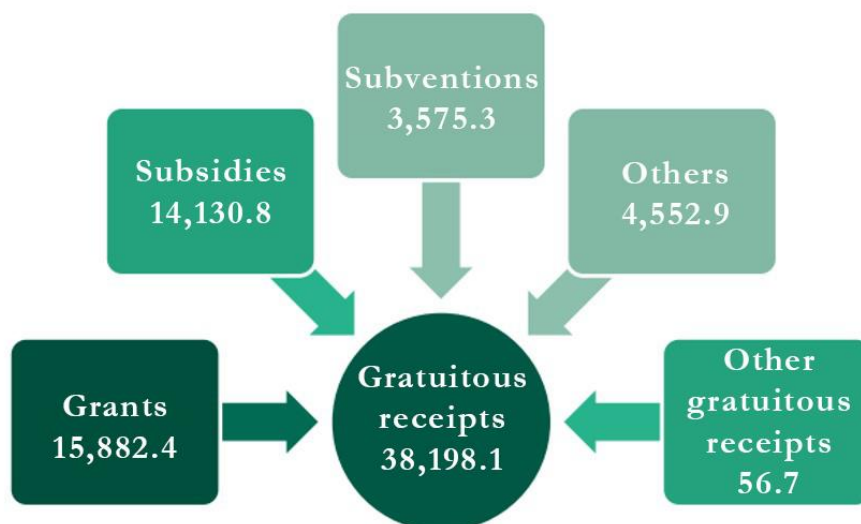 Subventions
3,575.3
Subsidies
14,130.8
Others
4,552.9
Grants
15,882.4
Gratuitous
receipts
38,198.1
Other
gratuitous
receipts
56.7